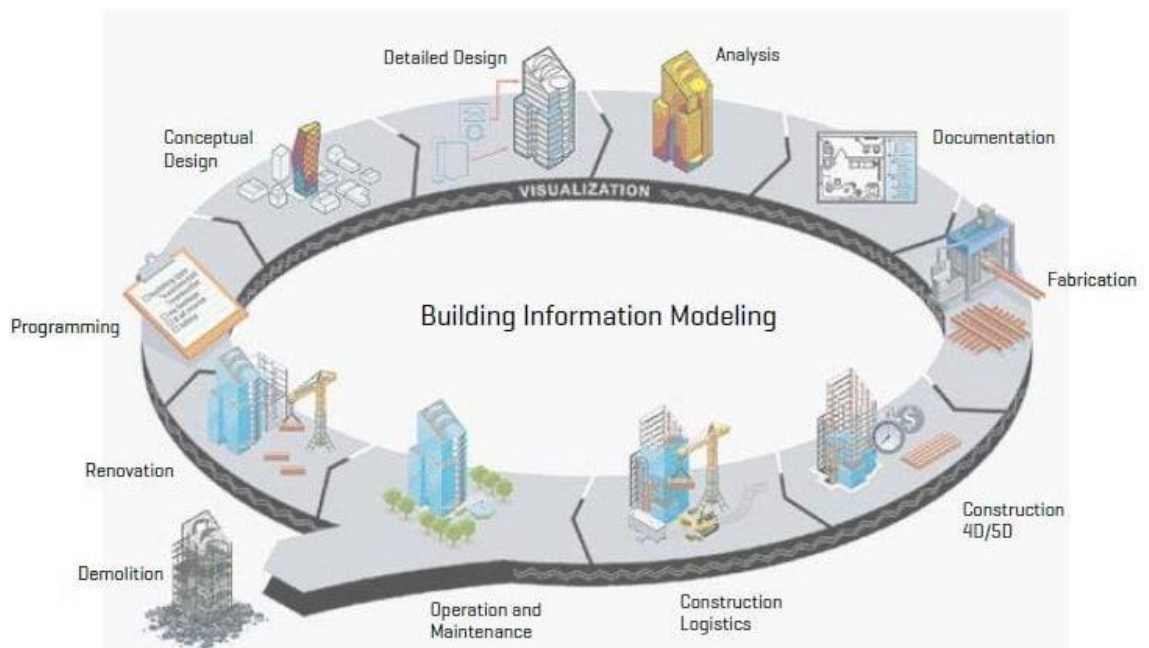 Detailed Design
Analysis
Conceptual
Design
Documentation
VISUALIZATION
Fabrication
Programming
Building Information Modeling
Renovation
Construction
4D/5D
Demolition
Operation and
Maintenance
Construction
Logistics